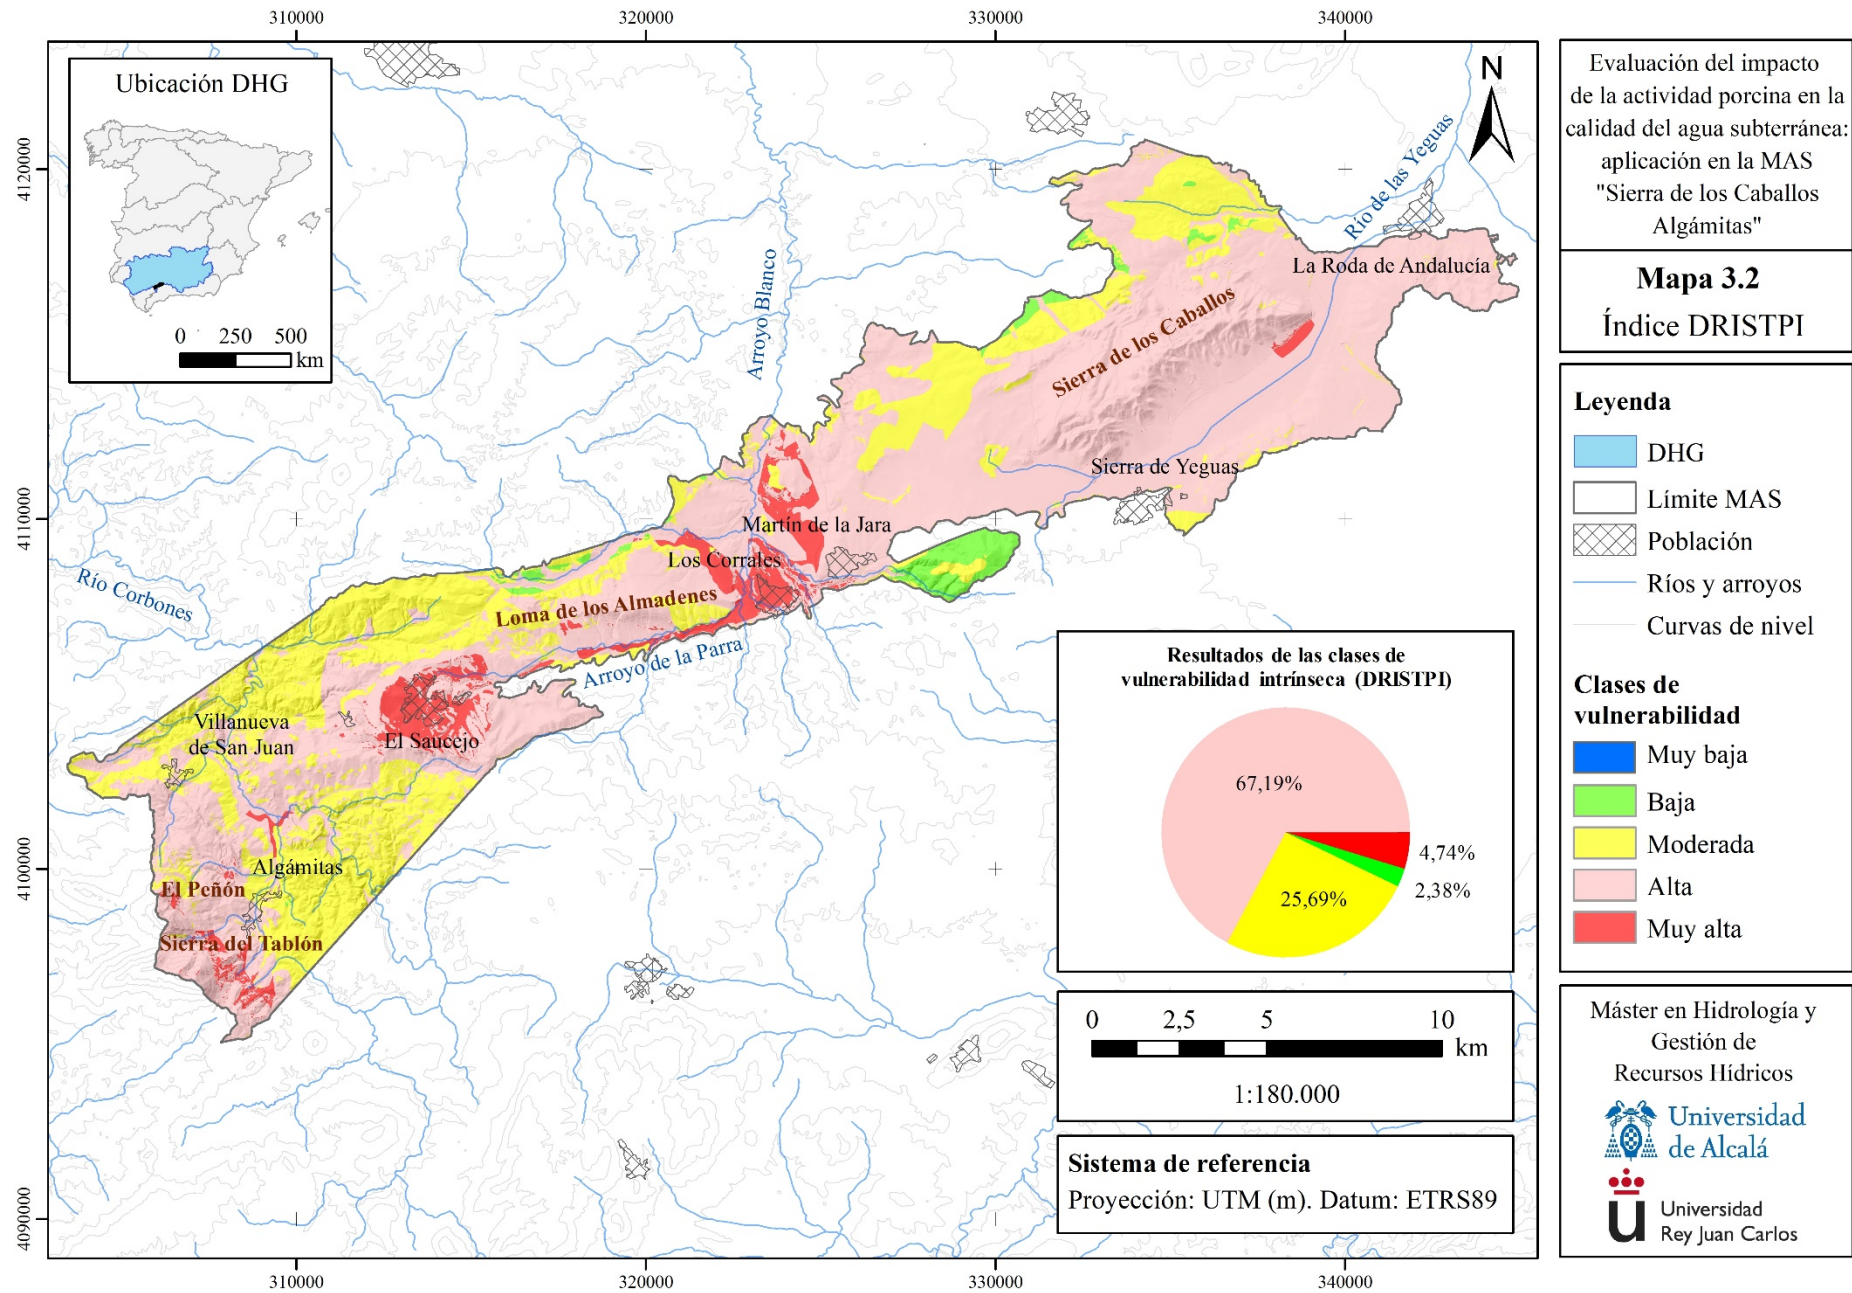 310000
320000
330000
340000
4120000
4110000
4100000
4090000
310000
320000
330000
340000
Ubicación DHG
0 250 500
km
N
Río de las Yeguas
La Roda de Andalucía
Arroyo Blanco
Sierra de los Caballos
Sierra de Yeguas
Martín de la Jara
Los Corrales
Río Corbones
Loma de los Almadenes
Arroyo de la Parra
Villanueva
de San Juan
El Saucejo
Algámitas
El Peñón
Sierra del Tablón
Resultados de las clases de
vulnerabilidad intrínseca (DRISTPI)
67,19%
4,74%
2,38%
25,69%
0 2,5 5 10
km
1:180.000
Sistema de referencia
Proyección: UTM (m). Datum: ETRS89
Evaluación del impacto
de la actividad porcina en la
calidad del agua subterránea:
aplicación en la MAS
"Sierra de los Caballos
Algámitas"
Mapa 3.2
Índice DRISTPI
Leyenda
DHG
Límite MAS
Población
Ríos y arroyos
Curvas de nivel
Clases de
vulnerabilidad
Muy baja
Baja
Moderada
Alta
Muy alta
Máster en Hidrología y
Gestión de
Recursos Hídricos
Universidad
de Alcalá
u
Universidad
Rey Juan Carlos